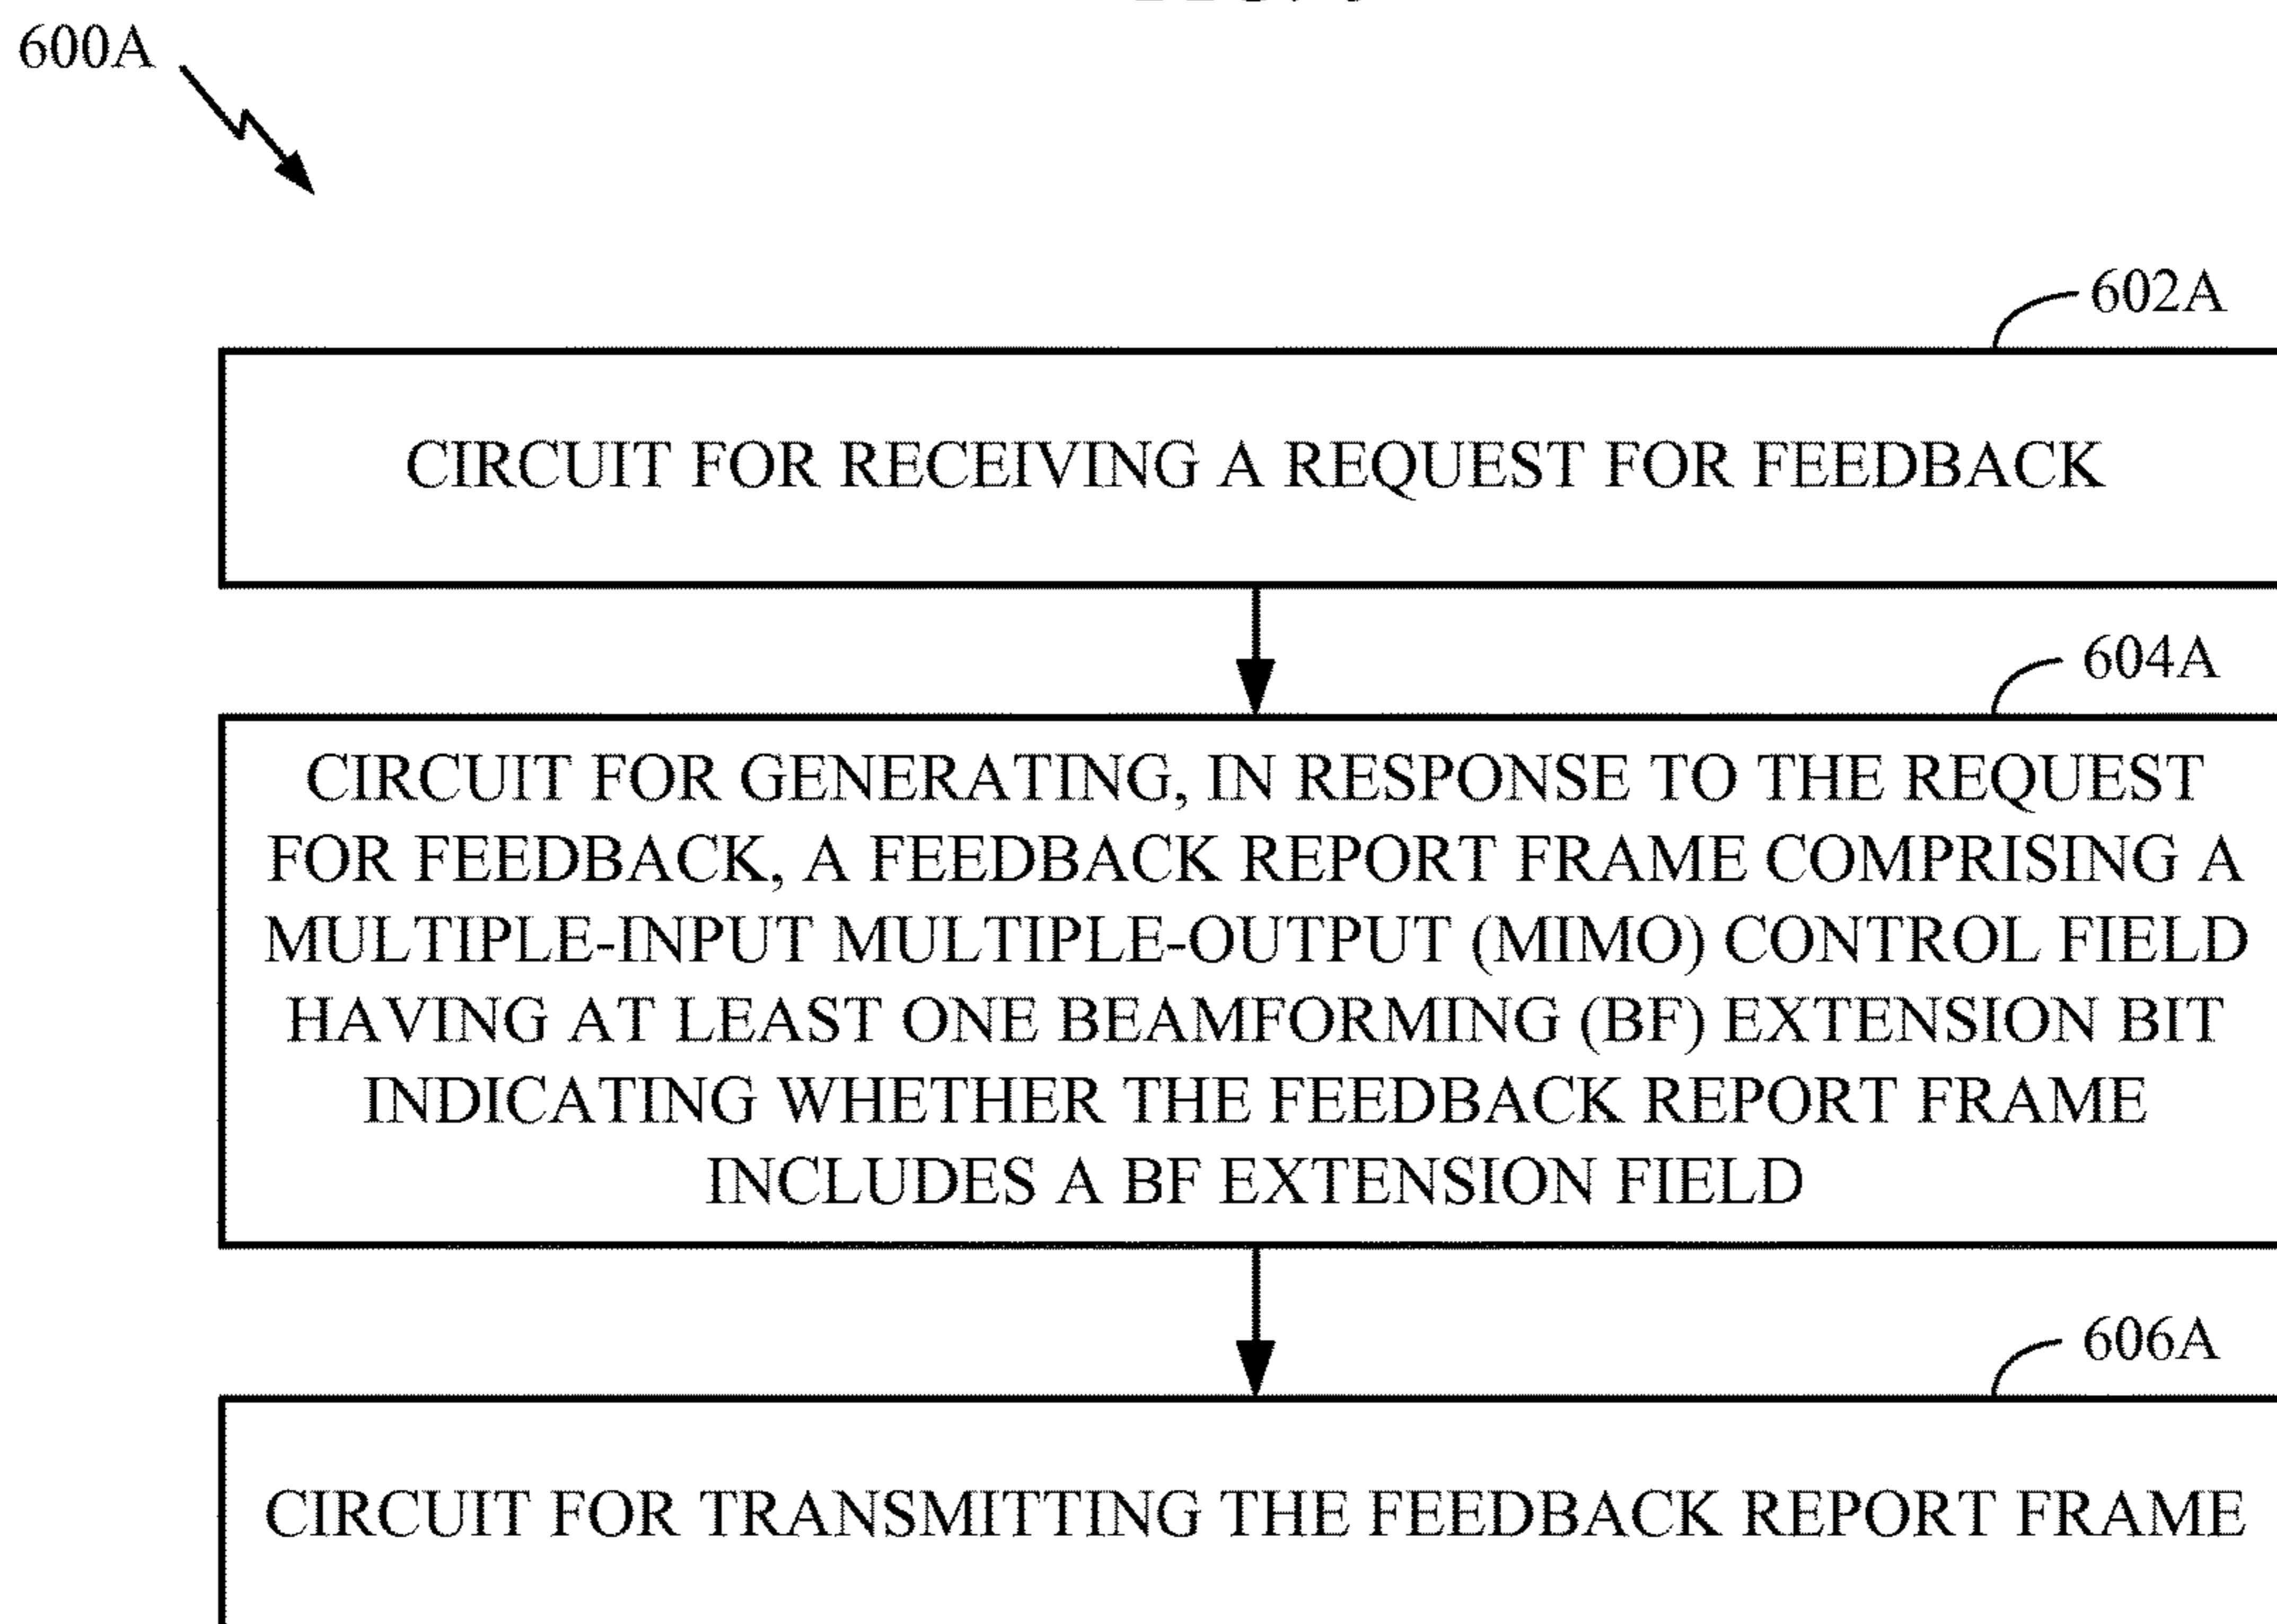 600A
602A
CIRCUIT FOR RECEIVING A REQUEST FOR FEEDBACK
604A
CIRCUIT FOR GENERATING, IN RESPONSE TO THE REQUEST
FOR FEEDBACK, A FEEDBACK REPORT FRAME COMPRISING A
MULTIPLE-INPUT MULTIPLE-OUTPUT (MIMO) CONTROL FIELD
HAVING AT LEAST ONE BEAMFORMING (BF) EXTENSION BIT
INDICATING WHETHER THE FEEDBACK REPORT FRAME
INCLUDES A BF EXTENSION FIELD
606A
CIRCUIT FOR TRANSMITTING THE FEEDBACK REPORT FRAME